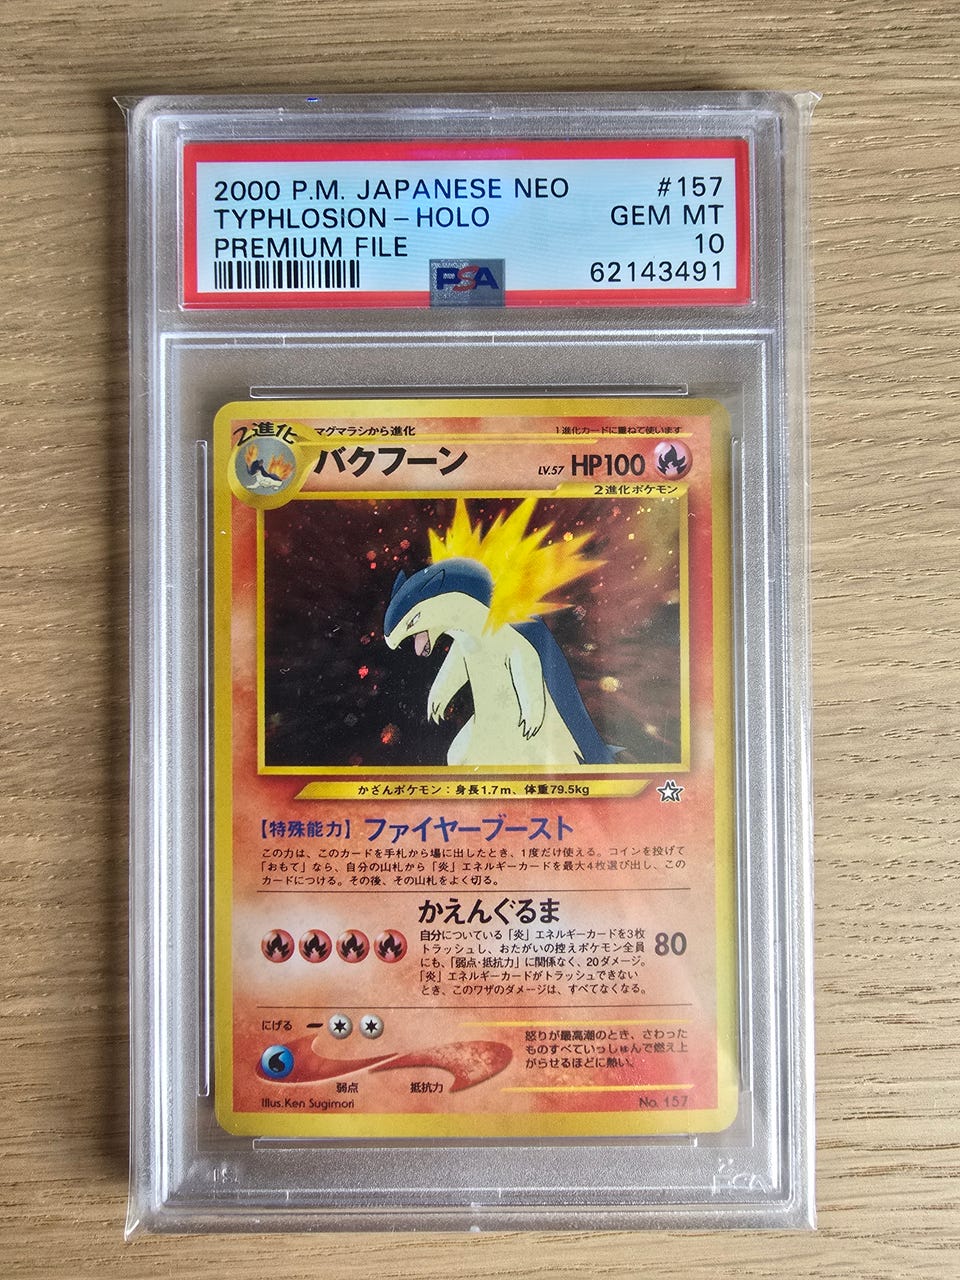 2000 P.M. JAPANESE NEO #157
TYPHLOSION - HOLO GEM MT
PREMIUM FILE 10
62143491
PSA
2進化
マグマラシから進化
1進化カードに重ねて使います
バクフーン LV.57 HP100
2進化ポケモン
かざんポケモン：身長1.7m、体重79.5kg
【特殊能力】ファイヤーブースト
この力は、このカードを手札から場に出したとき、1度だけ使える。コインを投げて
「おもて」なら、自分の山札から「炎」エネルギーカードを最大4枚選び出し、この
カードにつける。その後、その山札をよく切る。
かえんぐるま
自分についている「炎」エネルギーカードを3枚
トラッシュし、おたがいの控えポケモン全員
にも、「弱点・抵抗力」に関係なく、20ダメージ。
「炎」エネルギーカードがトラッシュできない
とき、このワザのダメージは、すべてなくなる。
80
にげる
弱点
抵抗力
怒りが最高潮のとき、さわった
ものすべていっしゅんで燃え上
がらせるほどに熱い。
Illus. Ken Sugimori
No. 157
PSA